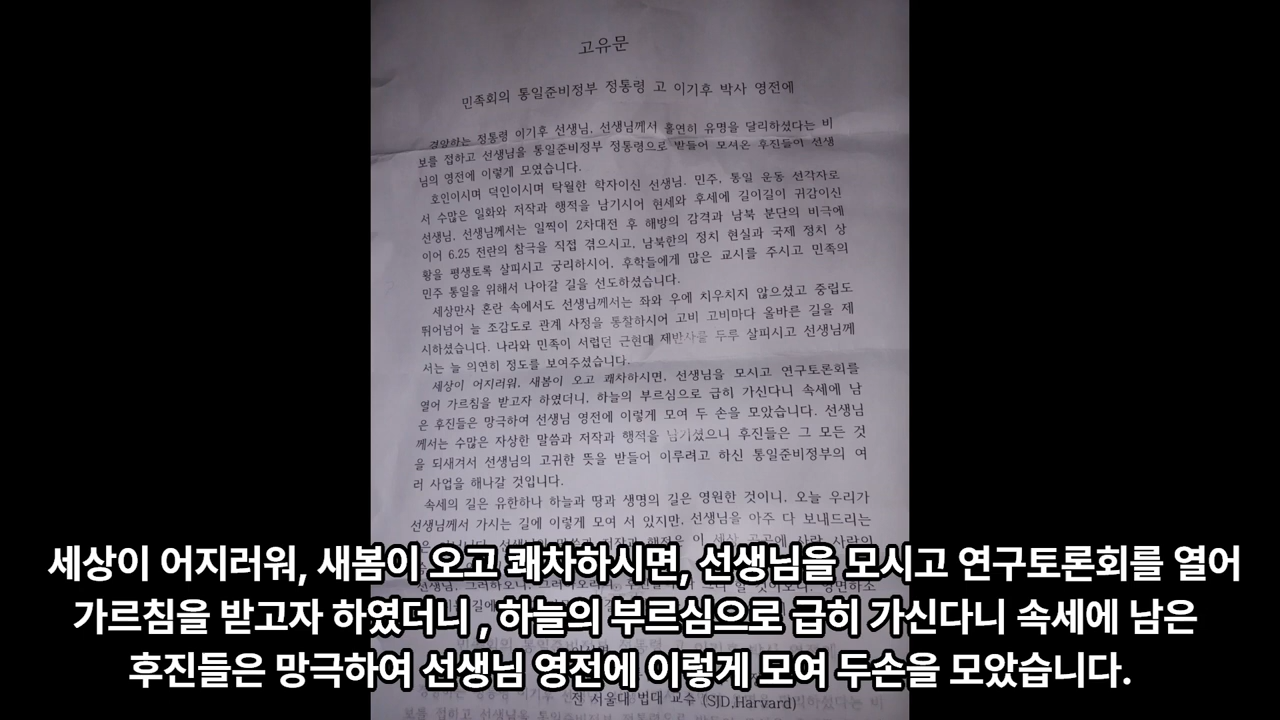 고유문
민족회의 통일준비정부 정통령 고 이기후 박사 영전에
경앙하는 정통령 이기후 선생님, 선생님께서 홀연히 유명을 달리하셨다는 비
보를 접하고 선생님을 통일준비정부 정통령으로 받들어 모셔온 후진들이 선생
님의 영전에 이렇게 모였습니다.
호인이시며 덕인이시며 탁월한 학자이신 선생님. 민주, 통일 운동 선각자로
서 수많은 일화와 저작과 행적을 남기시어 현세와 후세에 길이길이 귀감이신
선생님, 선생님께서는 일찍이 2차대전 후 해방의 감격과 남북 분단의 비극에
이어 6.25 전란의 참극을 직접 겪으시고, 남북한의 정치 현실과 국제 정치 상
황을 평생토록 살피시고 궁리하시어, 후학들에게 많은 교시를 주시고 민족의
민주 통일을 위해서 나아갈 길을 선도하셨습니다.
세상만사 혼란 속에서도 선생님께서는 좌와 우에 치우치지 않으셨고 중립도
뛰어넘어 늘 조감도로 관계 사정을 통찰하시어 고비 고비마다 올바른 길을 제
시하셨습니다. 나라와 민족이 서럽던 근현대 제반사를 두루 살피시고 선생님께
서는 늘 의연히 정도를 보여주셨습니다.
세상이 어지러워, 새봄이 오고 쾌차하시면, 선생님을 모시고 연구토론회를
열어 가르침을 받고자 하였더니, 하늘의 부르심으로 급히 가신다니 속세에 남
은 후진들은 망극하여 선생님 영전에 이렇게 모여 두 손을 모았습니다. 선생님
께서는 수많은 자상한 말씀과 저작과 행적을 남기셨으니 후진들은 그 모든 것
을 되새겨서 선생님의 고귀한 뜻을 받들어 이루려고 하신 통일준비정부의 여
러 사업을 해나갈 것입니다.
속세의 길은 유한하나 하늘과 땅과 생명의 길은 영원한 것이니, 오늘 우리가
선생님께서 가시는 길에 이렇게 모여 서 있지만, 선생님을 아주 다 보내드리는
세상이 어지러워, 새봄이 오고 쾌차하시면, 선생님을 모시고 연구토론회를 열어
가르침을 받고자 하였더니 , 하늘의 부르심으로 급히 가신다니 속세에 남은
후진들은 망극하여 선생님 영전에 이렇게 모여 두손을 모았습니다.
전 서울대 법대 교수 (SJD.Harvard)